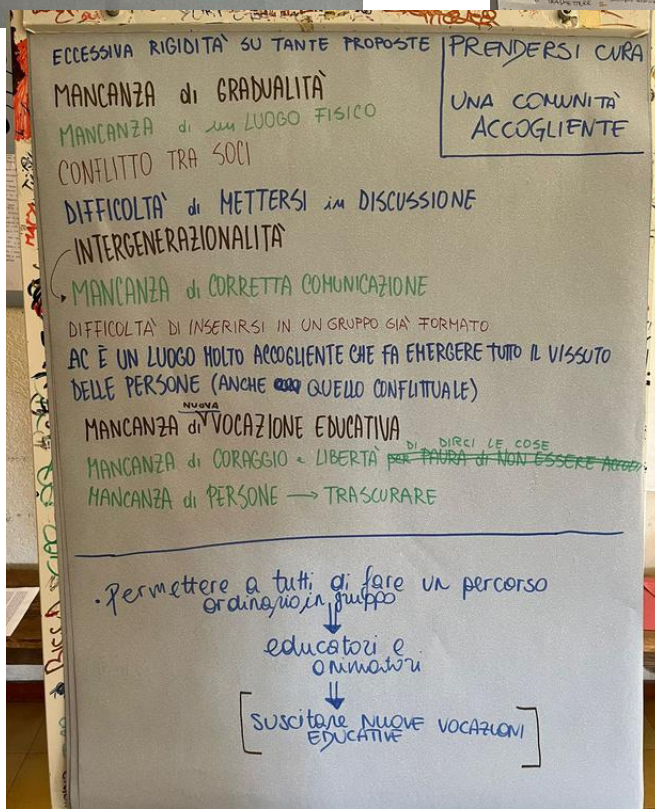 ECCESSIVA RIGIDITÀ SU TANTE PROPOSTE
PRENDERSI CURA
UNA COMUNITÀ
ACCOGLIENTE
MANCANZA di GRADUALITÀ
MANCANZA di un LUOGO FISICO
CONFLITTO TRA SOCI
DIFFICOLTÀ di METTERSI in DISCUSSIONE
INTERGENERAZIONALITÀ
MANCANZA di CORRETTA COMUNICAZIONE
DIFFICOLTÀ DI INSERIRSI IN UN GRUPPO GIÀ FORMATO
AC È UN LUOGO MOLTO ACCOGLIENTE CHE FA EMERGERE TUTTO IL VISSUTO
DELLE PERSONE (ANCHE QUELLO CONFLITTUALE)
NUOVA
MANCANZA di VOCAZIONE EDUCATIVA
DI DIRCI LE COSE
MANCANZA di CORAGGIO e LIBERTÀ per PAURA di NON ESSERE
MANCANZA di PERSONE → TRASCURARE
. Permettere a tutti di fare un percorso
ordinario in gruppo
educatori e
animatori
[SUSCITARE NUOVE VOCAZIONI
EDUCATIVE]